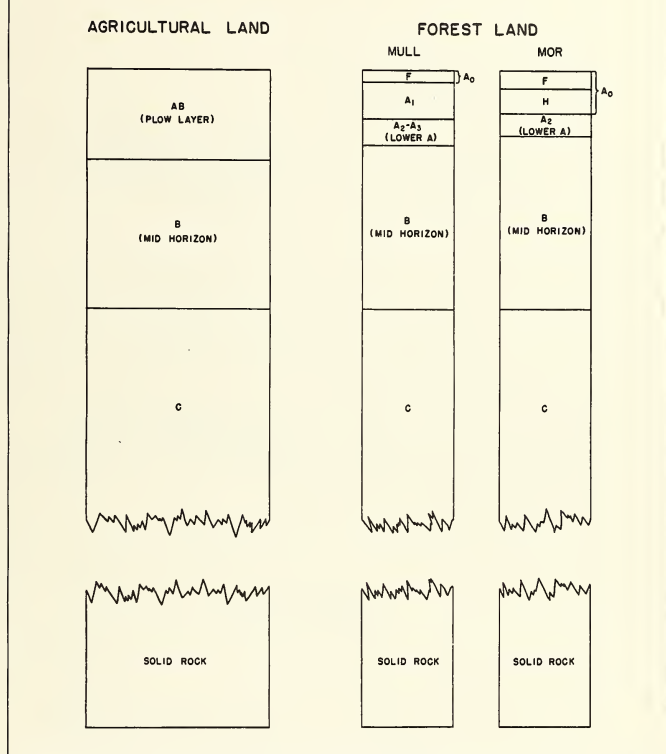 AGRICULTURAL LAND
AB
(PLOW LAYER)
B
(MID HORIZON)
C
SOLID ROCK
FOREST LAND
MULL
F
A₀
A₁
A₂-A₃
(LOWER A)
B
(MID HORIZON)
C
SOLID ROCK
MOR
F
H
A₀
A₂
(LOWER A)
B
(MID HORIZON)
C
SOLID ROCK